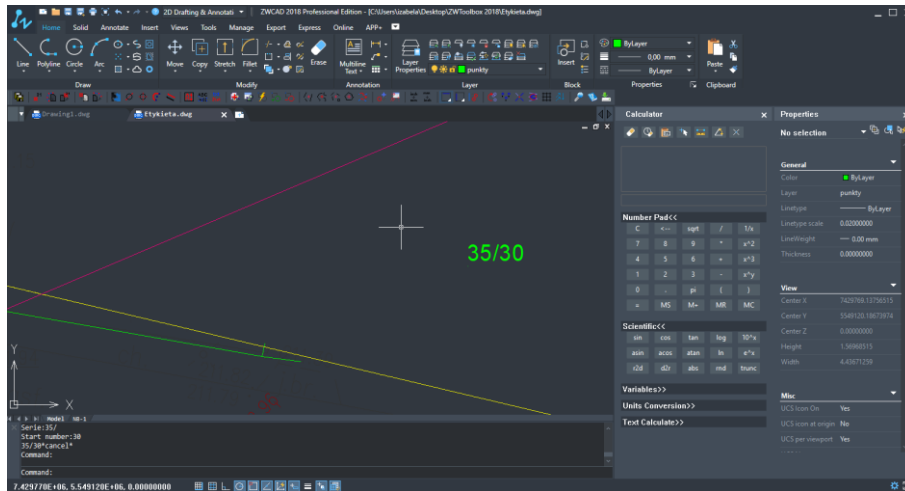 2D Drafting & Annotati
ZWCAD 2018 Professional Edition - [C:\Users\izabela\Desktop\ZWToolbox 2018\Etykieta.dwg]
Home Solid Annotate Insert Views Tools Manage Export Express Online APP+
Line Polyline Circle Arc
Move Copy Stretch Fillet Erase
Multiline Text
Layer Properties
punkty
Insert
ByLayer
0,00 mm
ByLayer
Paste
Draw Modify Annotation Layer Block Properties Clipboard
Drawing1.dwg Etykieta.dwg
35/30
Y
X
Model
Serie:35/
Start number:30
35/30*cancel*
Command:
Command:
7.429770E+06, 5.549120E+06, 0.00000000
Calculator
Number Pad<<
C <-- sqrt / 1/x
7 8 9 * x^2
4 5 6 + x^3
1 2 3 - x^y
0 . pi ( )
= MS M+ MR MC
Scientific<<
sin cos tan log 10^x
asin acos atan ln e^x
r2d d2r abs rnd trunc
Variables>>
Units Conversion>>
Text Calculate>>
Properties
No selection
General
Color ByLayer
Layer punkty
Linetype ByLayer
Linetype scale 0.02000000
LineWeight 0.00 mm
Thickness 0.00000000
View
Center X 7429769.13756515
Center Y 5549120.18673974
Center Z 0.00000000
Height 1.56968515
Width 4.43671259
Misc
UCS icon On Yes
UCS icon at origin No
UCS per viewport Yes